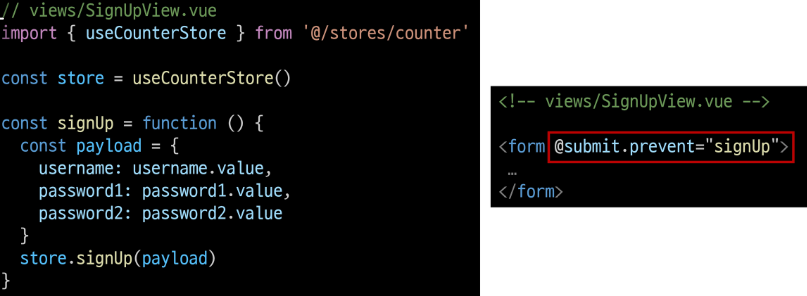 // views/SignUpView.vue
import { useCounterStore } from '@/stores/counter'
const store = useCounterStore()
const signUp = function () {
  const payload = {
    username: username.value,
    password1: password1.value,
    password2: password2.value
  }
  store.signUp(payload)
}
<!-- views/SignUpView.vue -->
<form @submit.prevent="signUp">
…
</form>